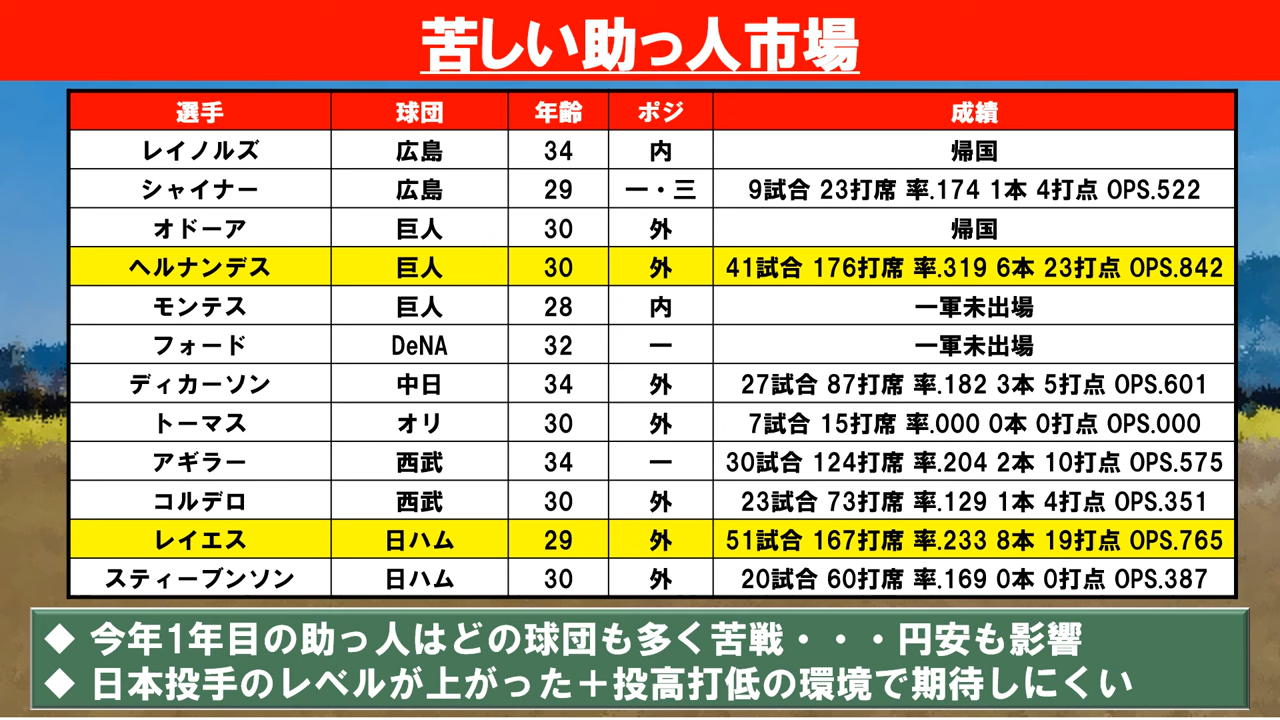 苦しい助っ人市場
選手 球団 年齢 ポジ 成績
レイノルズ 広島 34 内 帰国
シャイナー 広島 29 一・三 9試合 23打席 率.174 1本 4打点 OPS.522
オドーア 巨人 30 外 帰国
ヘルナンデス 巨人 30 外 41試合 176打席 率.319 6本 23打点 OPS.842
モンテス 巨人 28 内 一軍未出場
フォード DeNA 32 一 一軍未出場
ディカーソン 中日 34 外 27試合 87打席 率.182 3本 5打点 OPS.601
トーマス オリ 30 外 7試合 15打席 率.000 0本 0打点 OPS.000
アギラー 西武 34 一 30試合 124打席 率.204 2本 10打点 OPS.575
コルデロ 西武 30 外 23試合 73打席 率.129 1本 4打点 OPS.351
レイエス 日ハム 29 外 51試合 167打席 率.233 8本 19打点 OPS.765
スティーブンソン 日ハム 30 外 20試合 60打席 率.169 0本 0打点 OPS.387
◆ 今年1年目の助っ人はどの球団も多く苦戦・・・円安も影響
◆ 日本投手のレベルが上がった＋投高打低の環境で期待しにくい